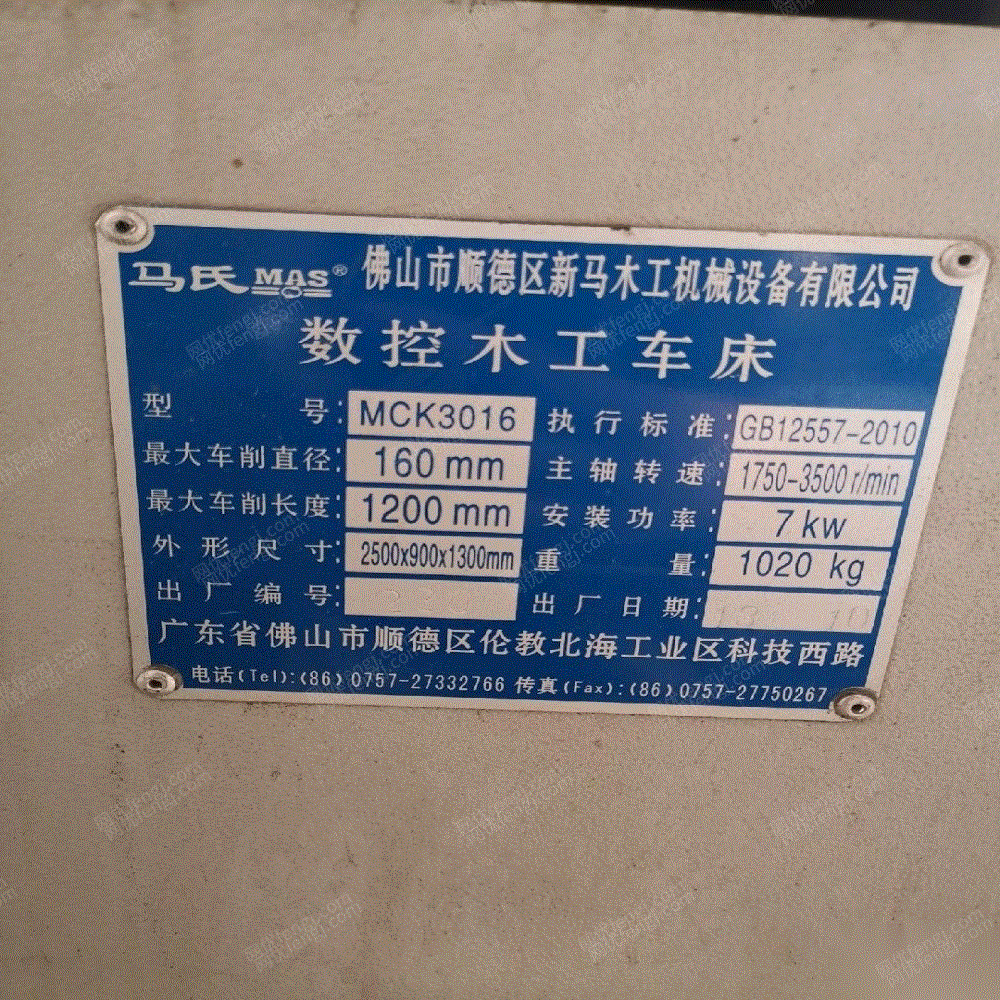 马氏 MAS® 佛山市顺德区新马木工机械设备有限公司
数控木工车床
型号: MCK3016 执行标准: GB12557-2010
最大车削直径: 160 mm 主轴转速: 1750-3500 r/min
最大车削长度: 1200 mm 安装功率: 7 kw
外形尺寸: 2500x900x1300mm 重量: 1020 kg
出厂编号: 出厂日期:
广东省佛山市顺德区伦教北海工业区科技西路
电话(Tel):(86)0757-27332766 传真(Fax):(86)0757-27750267